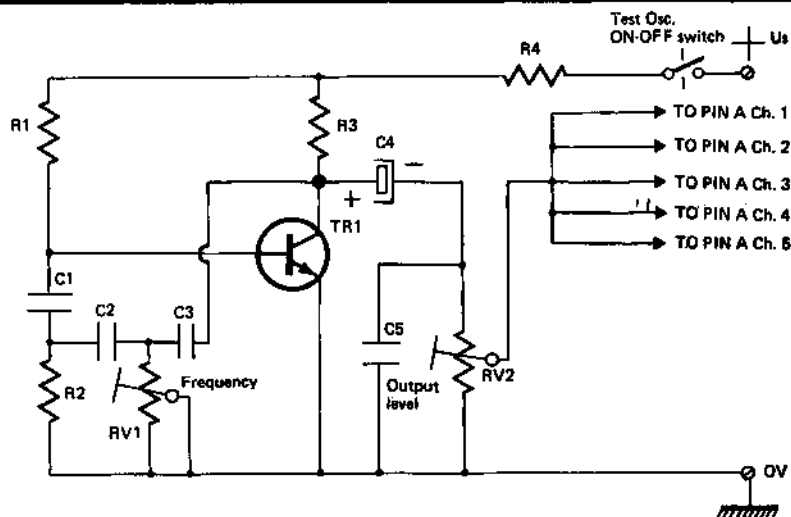 Test Osc.
ON-OFF switch
+ Us
R4
R1
R3
C4
+
−
TO PIN A Ch. 1
TO PIN A Ch. 2
TO PIN A Ch. 3
TO PIN A Ch. 4
TO PIN A Ch. 5
TR1
C1
C2
C3
C5
R2
Frequency
RV1
Output
level
RV2
0V